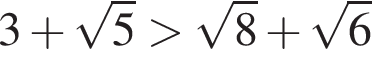 3 + √5 > √8 + √6